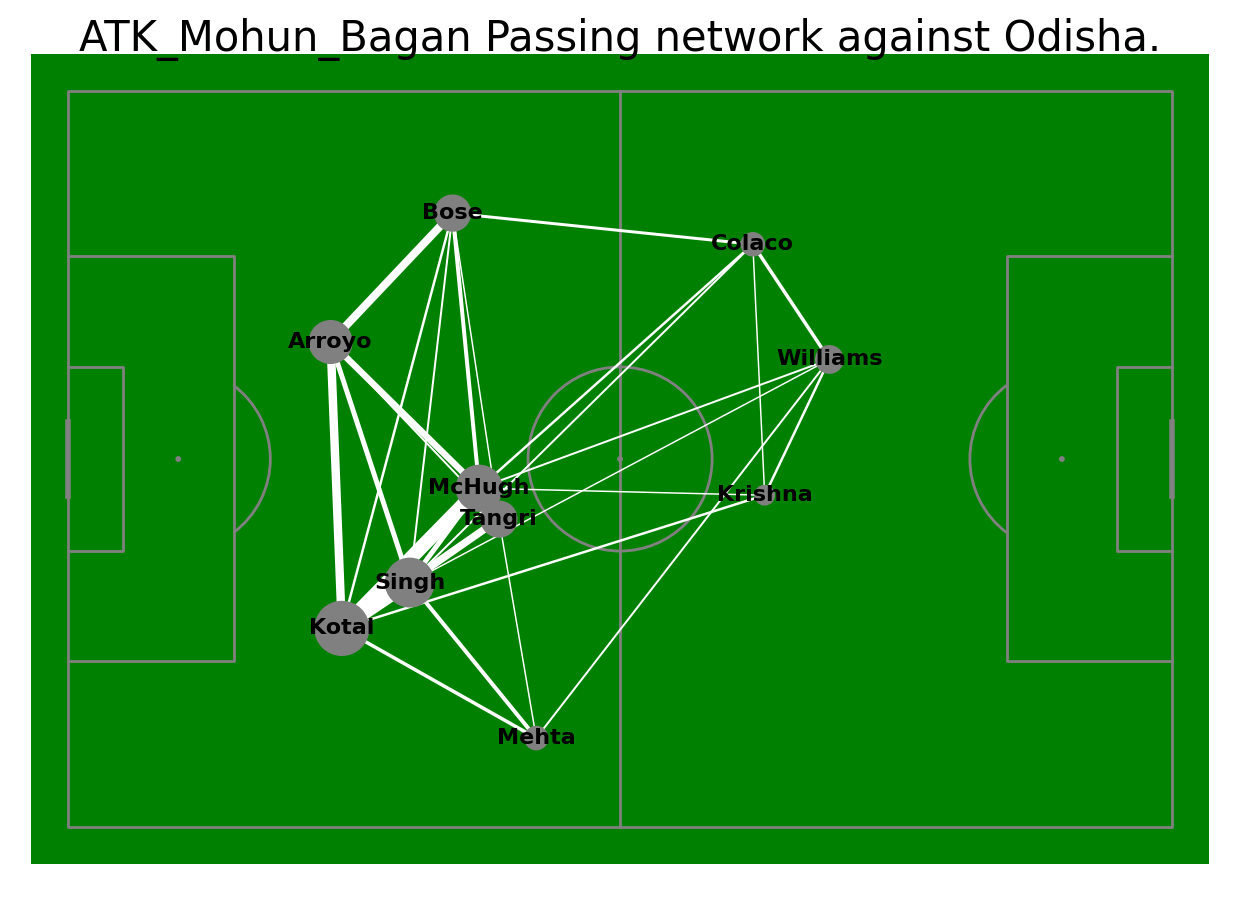 ATK_Mohun_Bagan Passing network against Odisha.
Bose
Colaco
Arroyo
Williams
McHugh
Krishna
Tangri
Singh
Kotal
Mehta